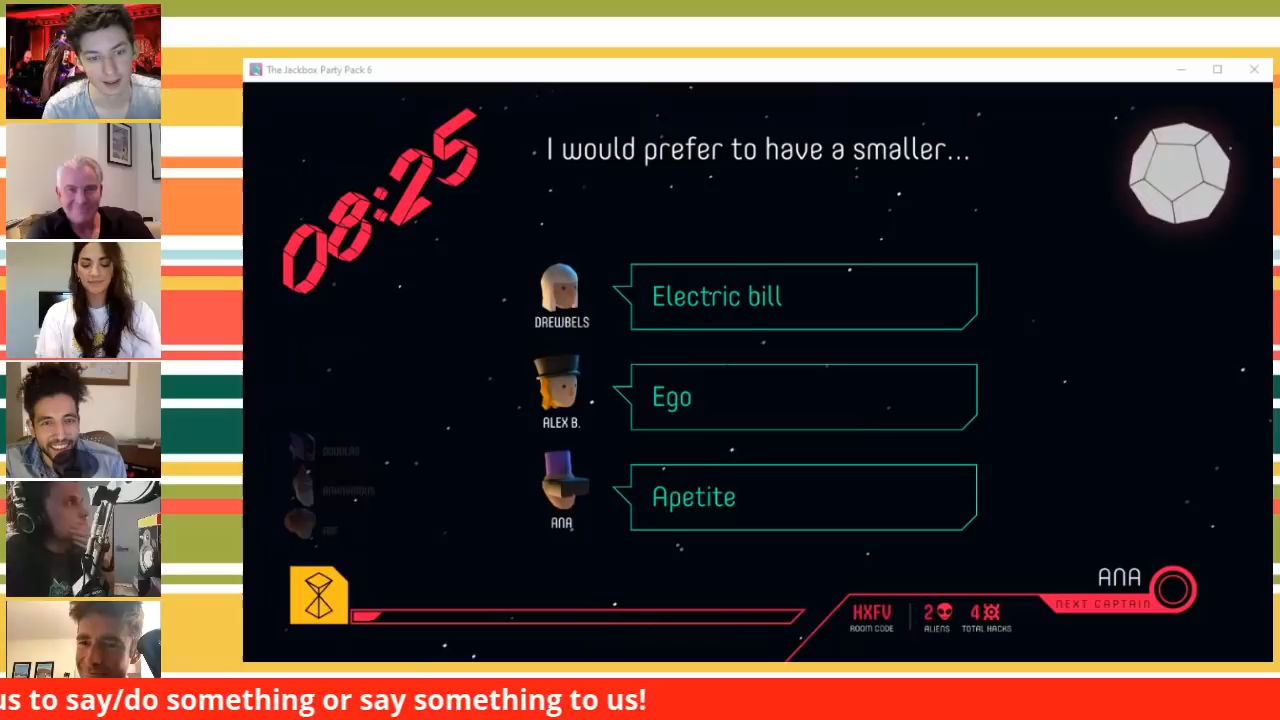 The Jackbox Party Pack 6
08:25
I would prefer to have a smaller...
Electric bill
DREWBELS
Ego
ALEX B.
Apetite
ANA
DOUGLAS
ANA
NEXT CAPTAIN
HXFV
ROOM CODE
2
ALIENS
4
TOTAL HACKS
us to say/do something or say something to us!